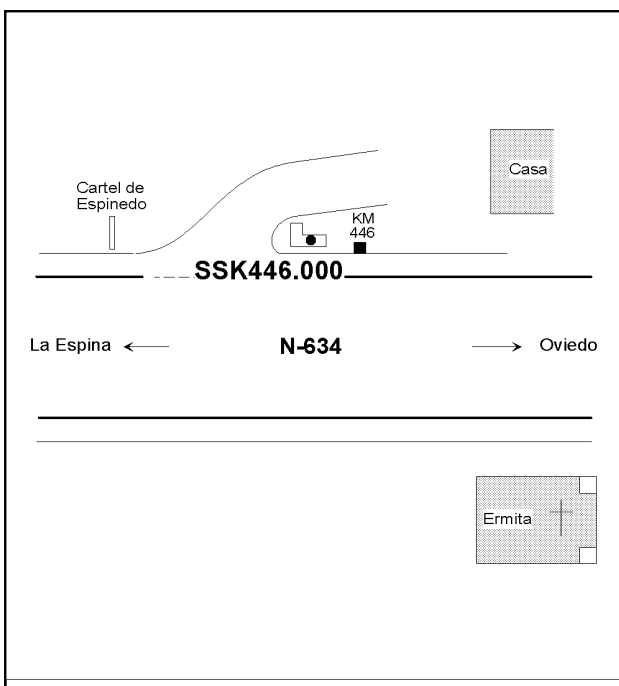 Casa
Cartel de
Espinedo
KM
446
SSK446.000
La Espina
N-634
Oviedo
Ermita